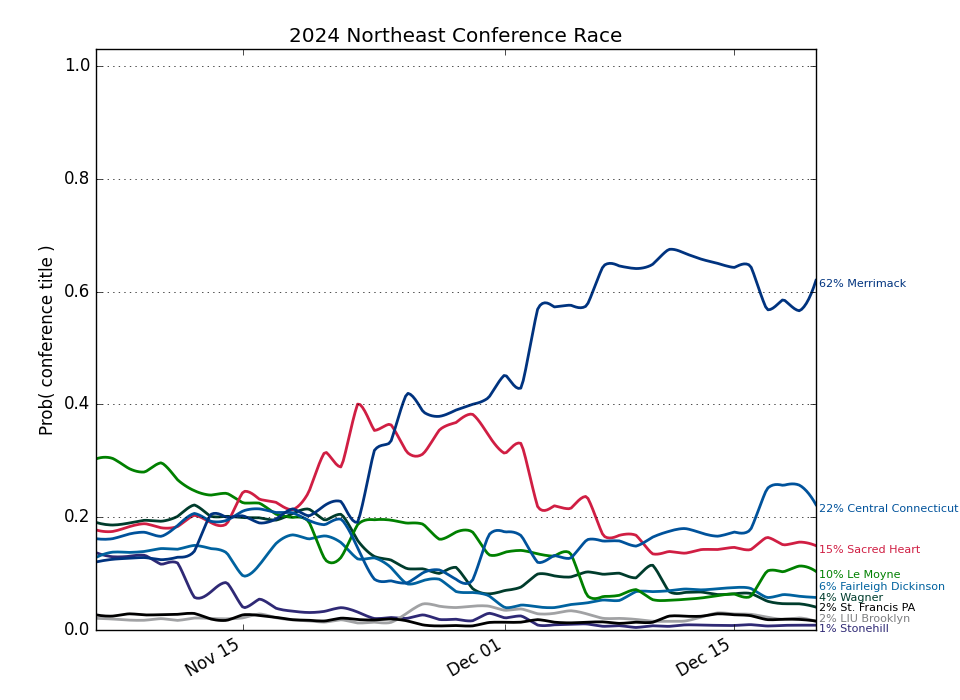 2024 Northeast Conference Race
Prob( conference title )
1.0
0.8
0.6
0.4
0.2
0.0
Nov 15
Dec 01
Dec 15
62% Merrimack
22% Central Connecticut
15% Sacred Heart
10% Le Moyne
6% Fairleigh Dickinson
4% Wagner
2% St. Francis PA
2% LIU Brooklyn
1% Stonehill